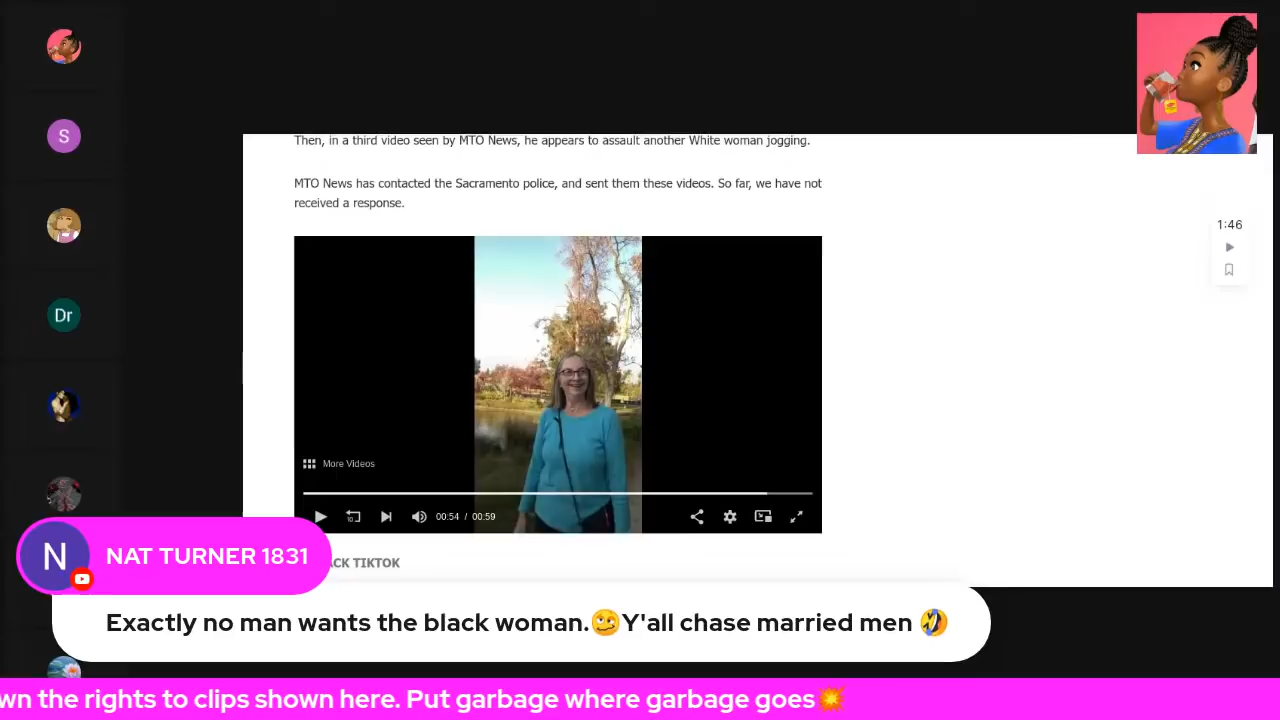 Then, in a third video seen by MTO News, he appears to assault another White woman jogging.
S
MTO News has contacted the Sacramento police, and sent them these videos. So far, we have not
received a response.
1:46
Dr
More Videos
10
00:54 / 00:59
ACK TIKTOK
N
NAT TURNER 1831
Exactly no man wants the black woman.🥴Y'all chase married men 🤣
wn the rights to clips shown here. Put garbage where garbage goes💥